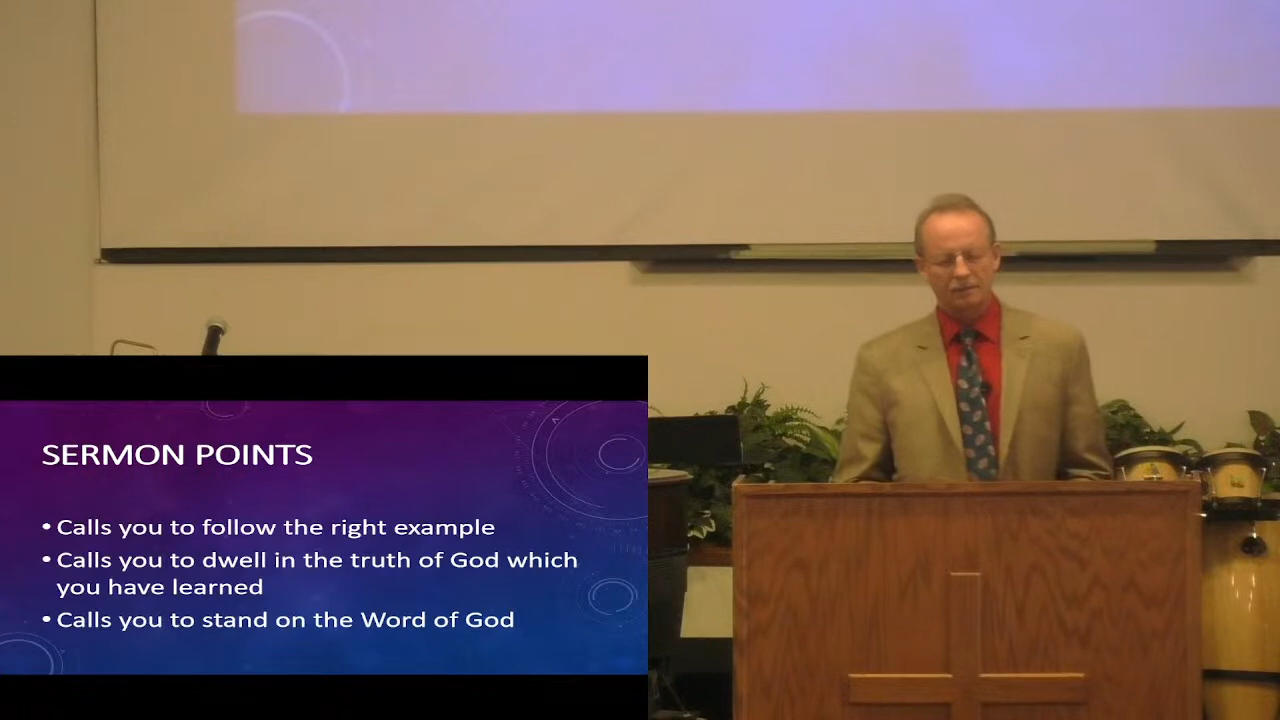 SERMON POINTS
• Calls you to follow the right example
• Calls you to dwell in the truth of God which
you have learned
• Calls you to stand on the Word of God